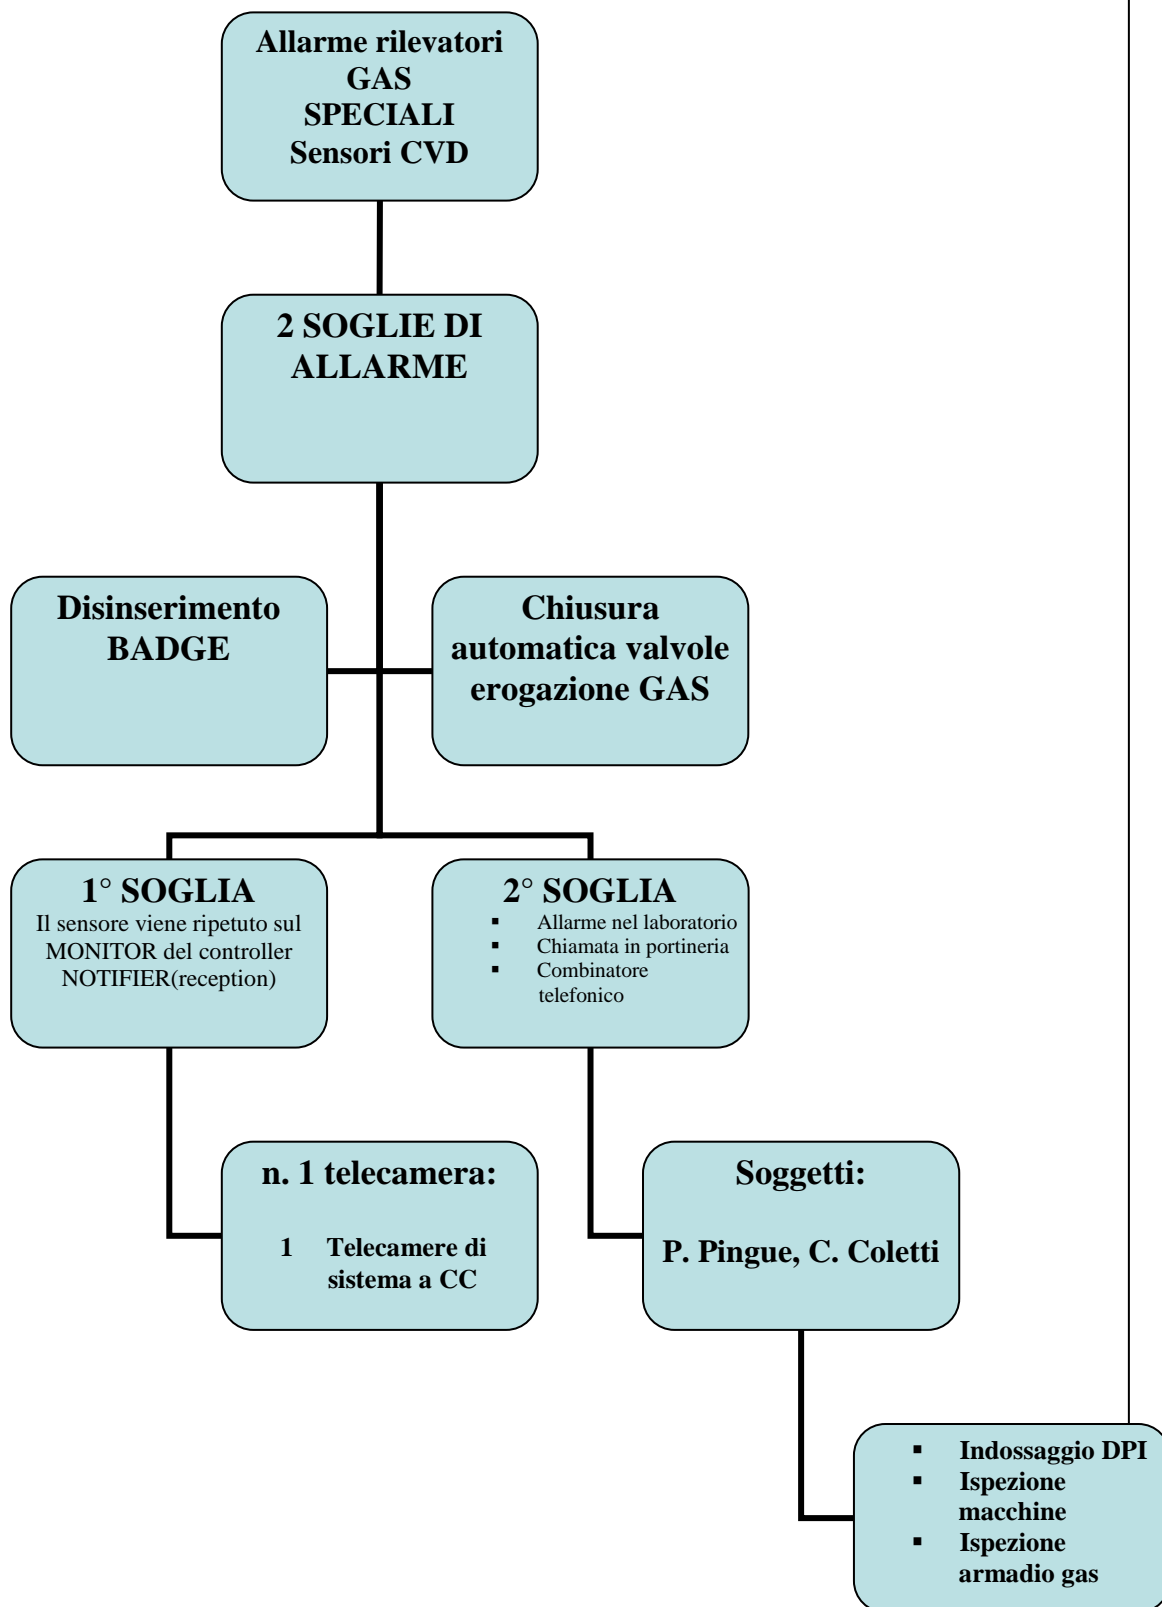 Allarme rilevatori
GAS
SPECIALI
Sensori CVD
2 SOGLIE DI
ALLARME
Disinserimento
BADGE
Chiusura
automatica valvole
erogazione GAS
1° SOGLIA
Il sensore viene ripetuto sul
MONITOR del controller
NOTIFIER(reception)
2° SOGLIA
▪ Allarme nel laboratorio
▪ Chiamata in portineria
▪ Combinatore
telefonico
n. 1 telecamera:
1 Telecamere di
sistema a CC
Soggetti:
P. Pingue, C. Coletti
▪ Indossaggio DPI
▪ Ispezione
macchine
▪ Ispezione
armadio gas